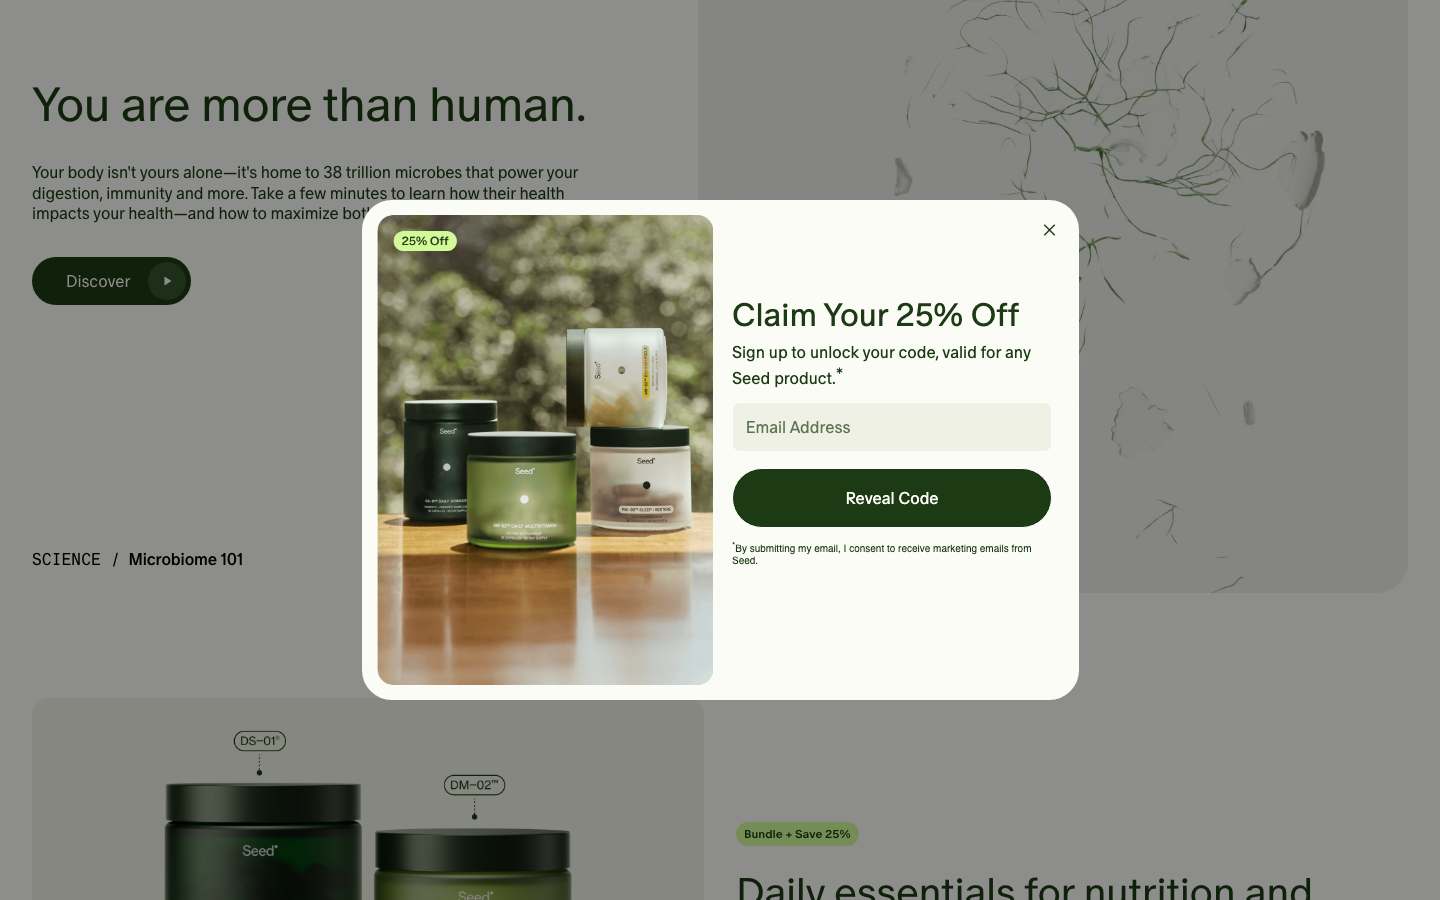 You are more than human.
Your body isn't yours alone—it's home to 38 trillion microbes that power your
digestion, immunity and more. Take a few minutes to learn how their health
impacts your health—and how to maximize
Discover
SCIENCE / Microbiome 101
25% Off
Seed
Seed
Seed
Seed
Claim Your 25% Off
Sign up to unlock your code, valid for any
Seed product.*
Email Address
Reveal Code
*By submitting my email, I consent to receive marketing emails from
Seed.
DS–01®
DM–02™
Seed
Seed
Bundle + Save 25%
Daily essentials for nutrition and